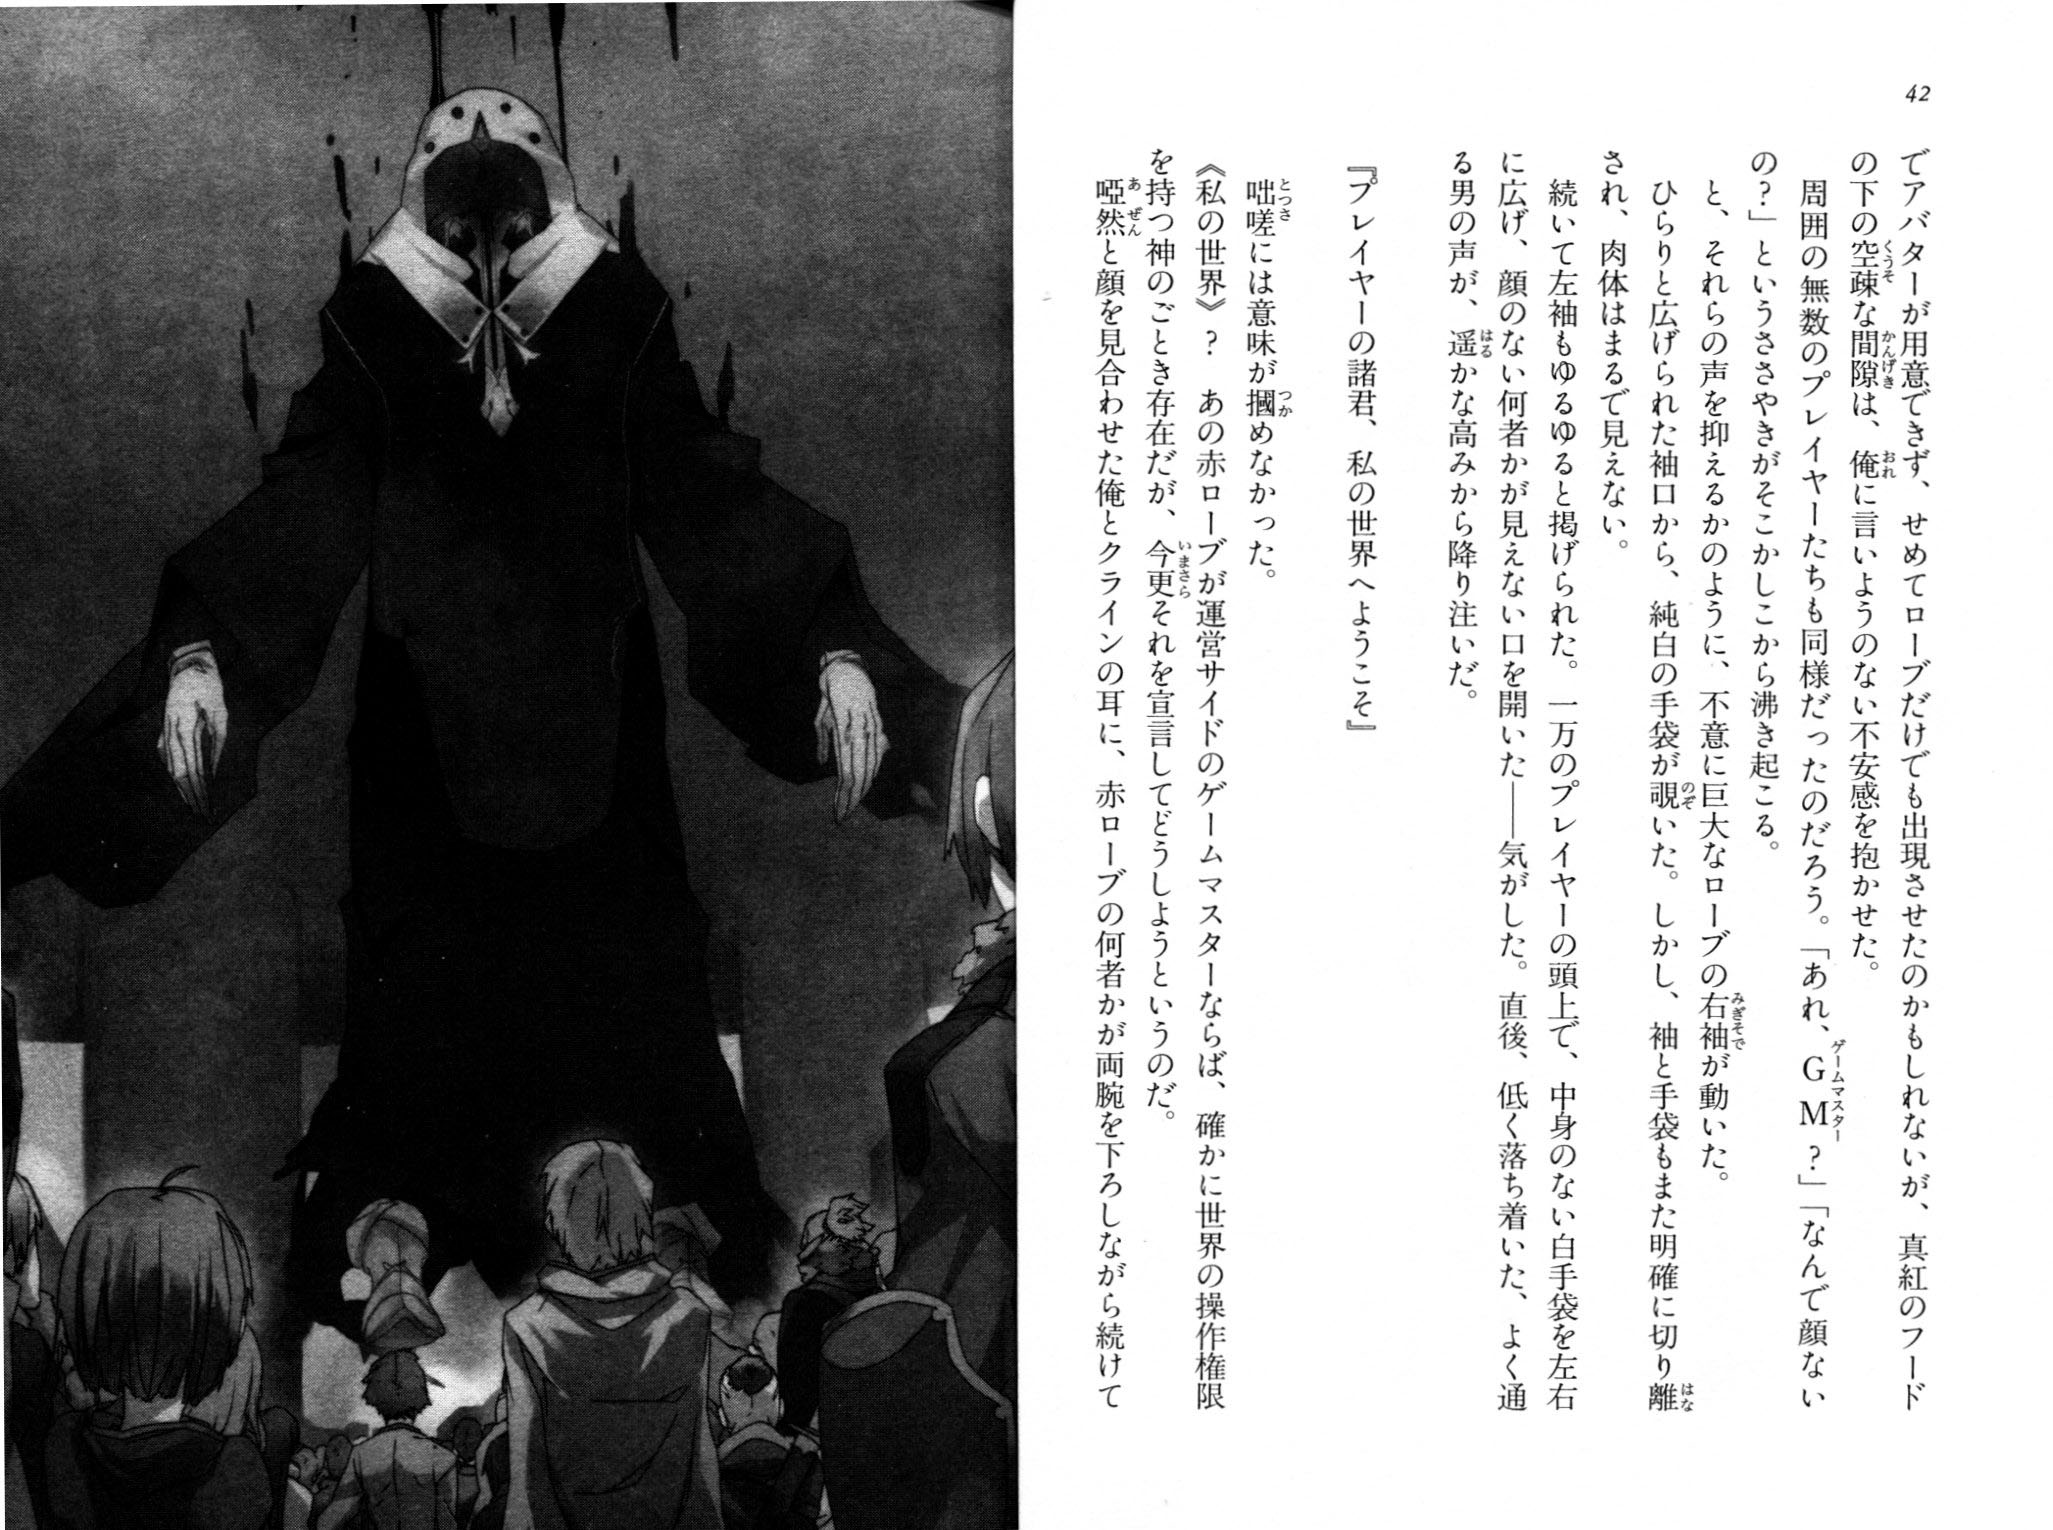 42
でアバターが用意できず、せめてローブだけでも出現させたのかもしれないが、真紅のフード
の下の空疎な間隙は、俺に言いようのない不安感を抱かせた。
周囲の無数のプレイヤーたちも同様だったのだろう。「あれ、GM?」「なんで顔ない
の?」というささやきがそこかしこから沸き起こる。
と、それらの声を抑えるかのように、不意に巨大なローブの右袖が動いた。
ひらりと広げられた袖口から、純白の手袋が覗いた。しかし、袖と手袋もまた明確に切り離
され、肉体はまるで見えない。
続いて左袖もゆるゆると掲げられた。一万のプレイヤーの頭上で、中身のない白手袋を左右
に広げ、顔のない何者かが見えない口を開いた――気がした。直後、低く落ち着いた、よく通
る男の声が、遥かな高みから降り注いだ。
『プレイヤーの諸君、私の世界へようこそ』
咄嗟には意味が摑めなかった。
《私の世界》? あの赤ローブが運営サイドのゲームマスターならば、確かに世界の操作権限
を持つ神のごとき存在だが、今更それを宣言してどうしようというのだ。
啞然と顔を見合わせた俺とクラインの耳に、赤ローブの何者かが両腕を下ろしながら続けて